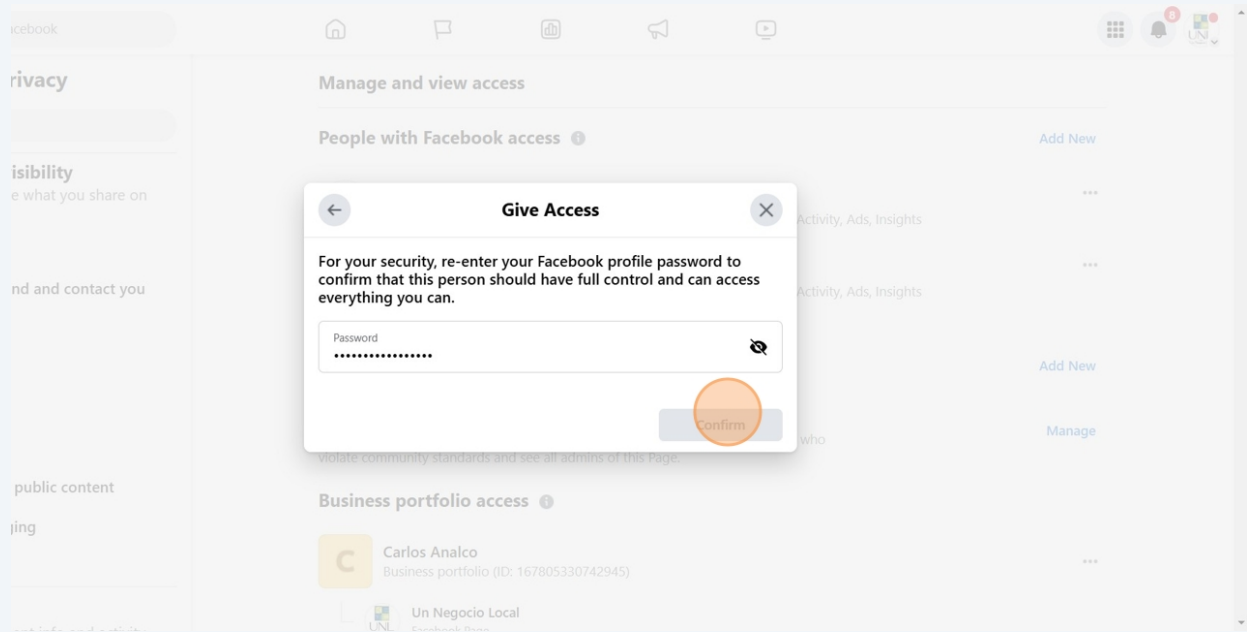 acebook
8
rivacy
Manage and view access
People with Facebook access
Add New
isibility
e what you share on
Give Access
Activity, Ads, Insights
For your security, re-enter your Facebook profile password to
confirm that this person should have full control and can access
everything you can.
nd and contact you
Activity, Ads, Insights
Password
•••••••••••••••••
Add New
Confirm
Manage
who
violate community standards and see all admins of this Page.
public content
Business portfolio access
ging
C
Carlos Analco
Business portfolio (ID: 167805330742945)
Un Negocio Local
UNL
Facebook Page